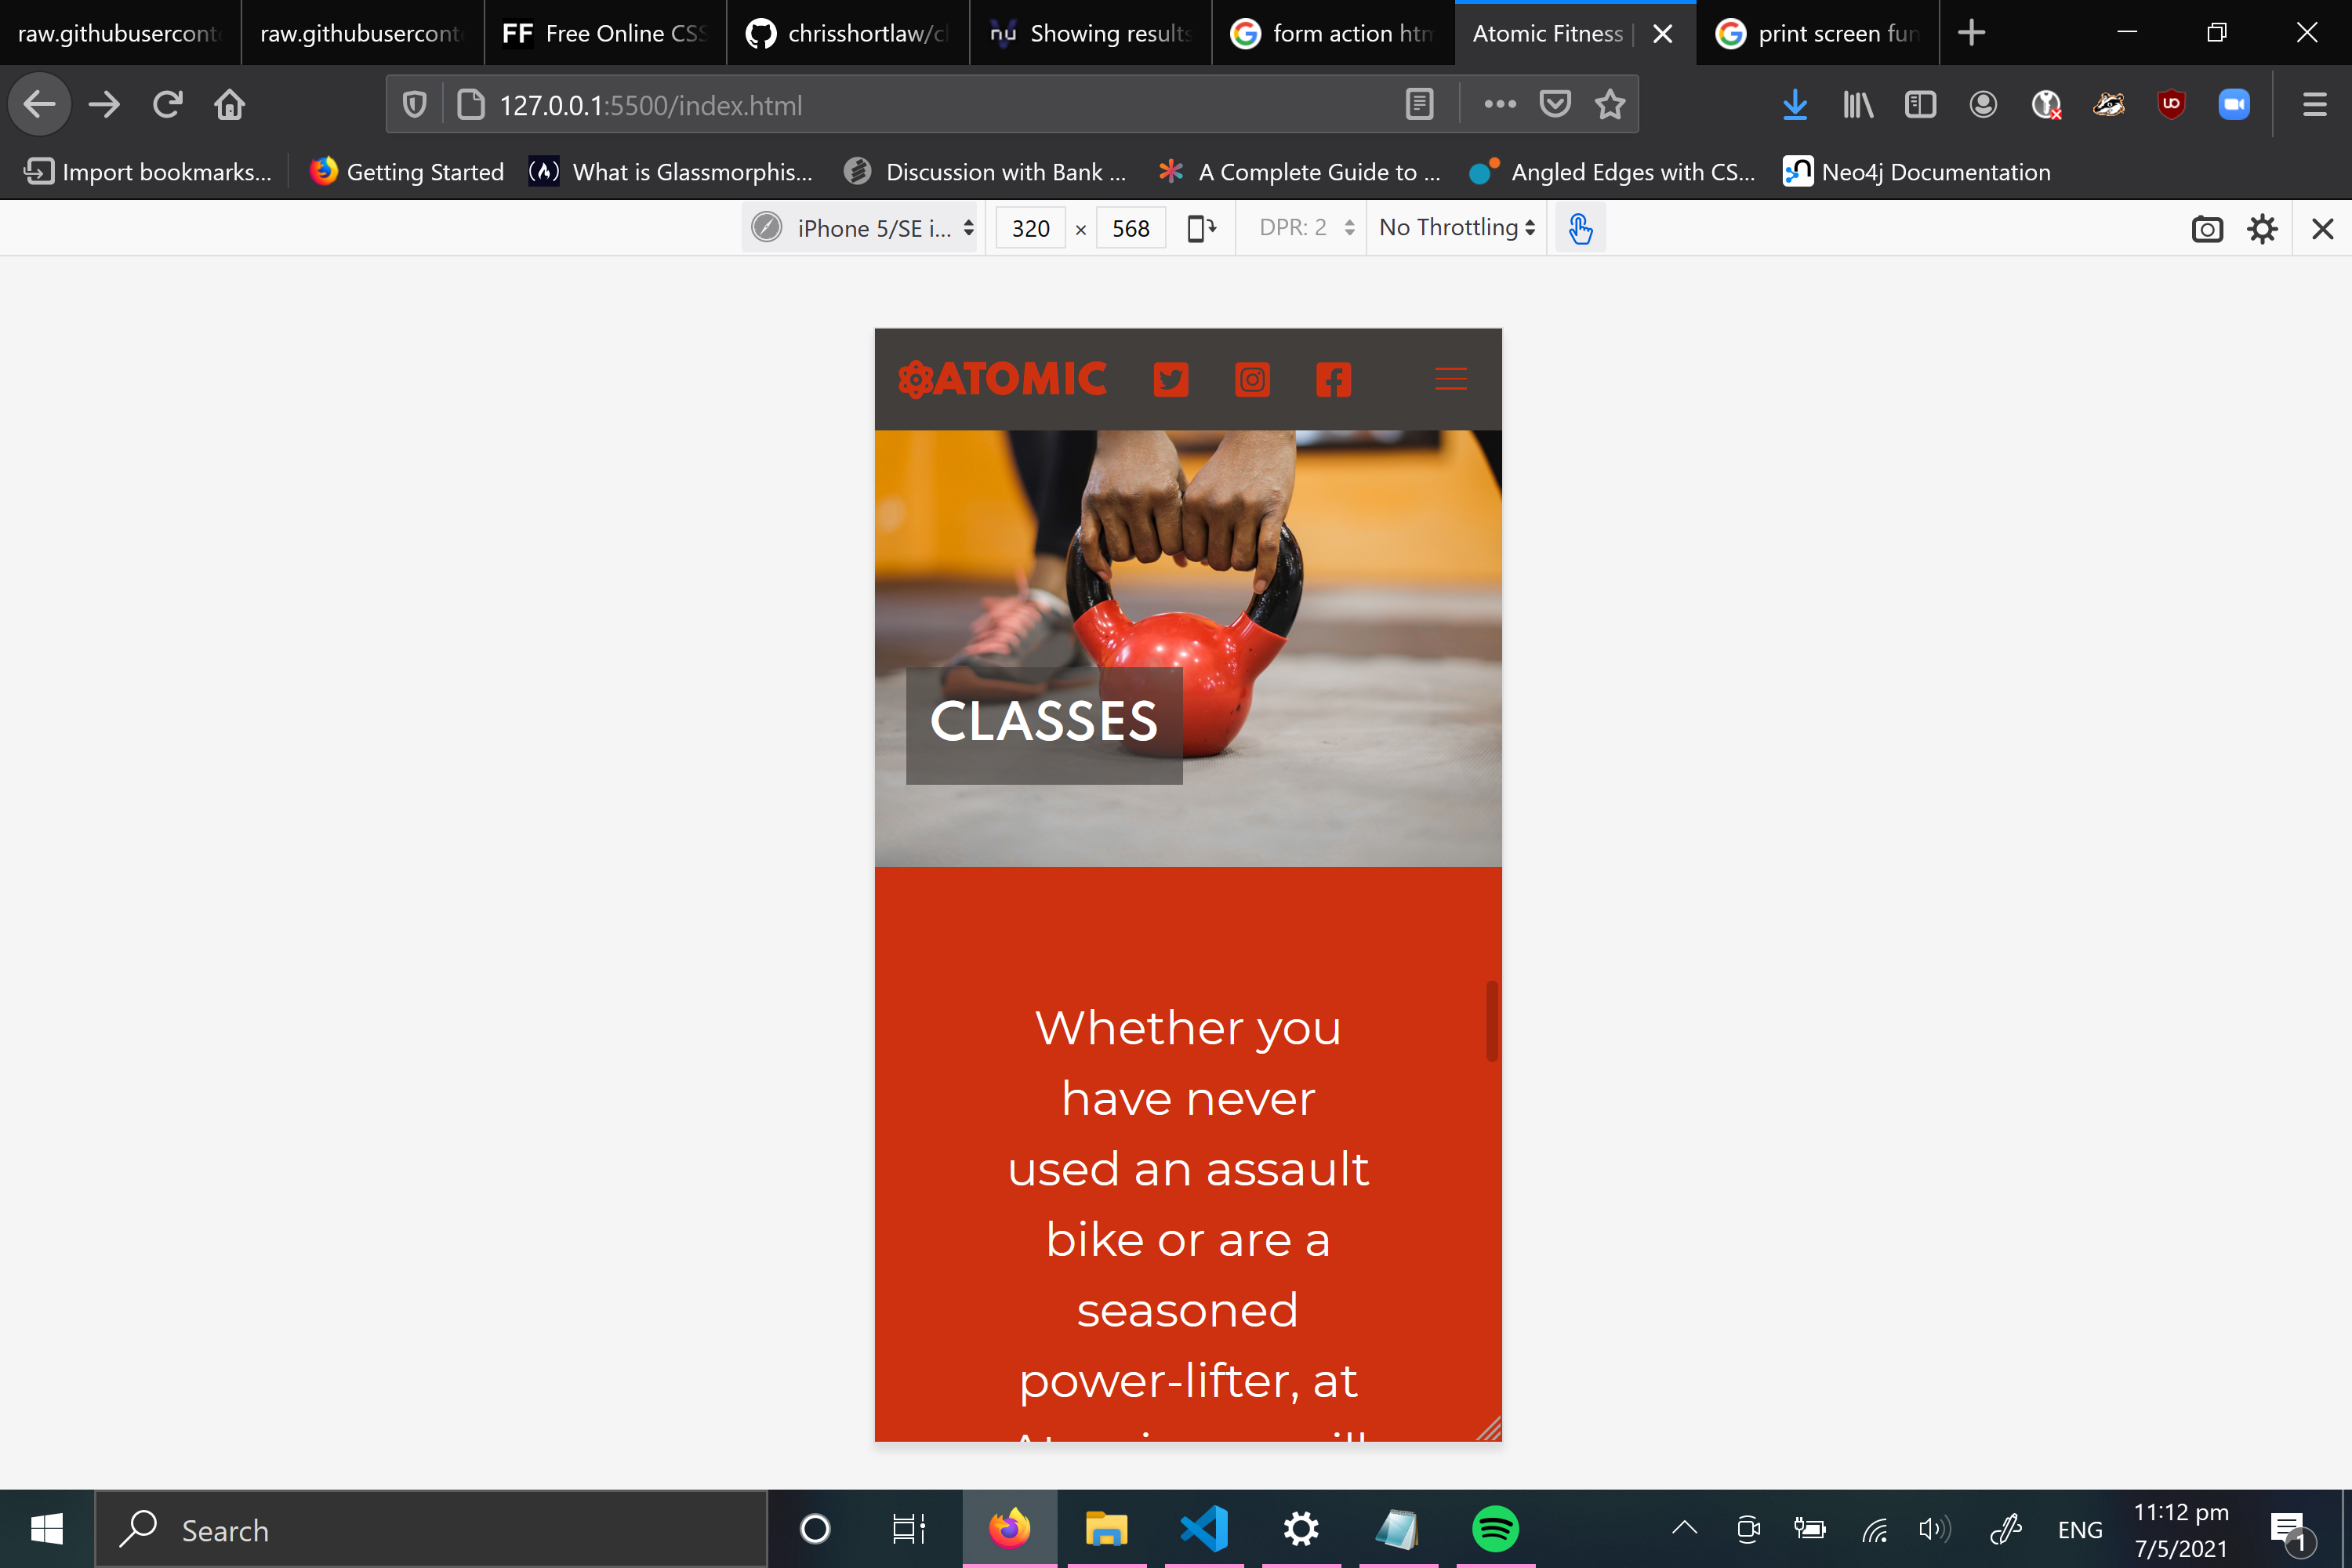 raw.githubusercont
raw.githubusercont
FF Free Online CSS
chrisshortlaw/cl
nu Showing results
form action htm
Atomic Fitness |
print screen fun
127.0.0.1:5500/index.html
UO
Import bookmarks...
Getting Started
What is Glassmorphis...
Discussion with Bank ...
A Complete Guide to ...
Angled Edges with CS...
Neo4j Documentation
iPhone 5/SE i...
320 × 568
DPR: 2
No Throttling
ATOMIC
CLASSES
Whether you
have never
used an assault
bike or are a
seasoned
power-lifter, at
Search
ENG
11:12 pm
7/5/2021
1